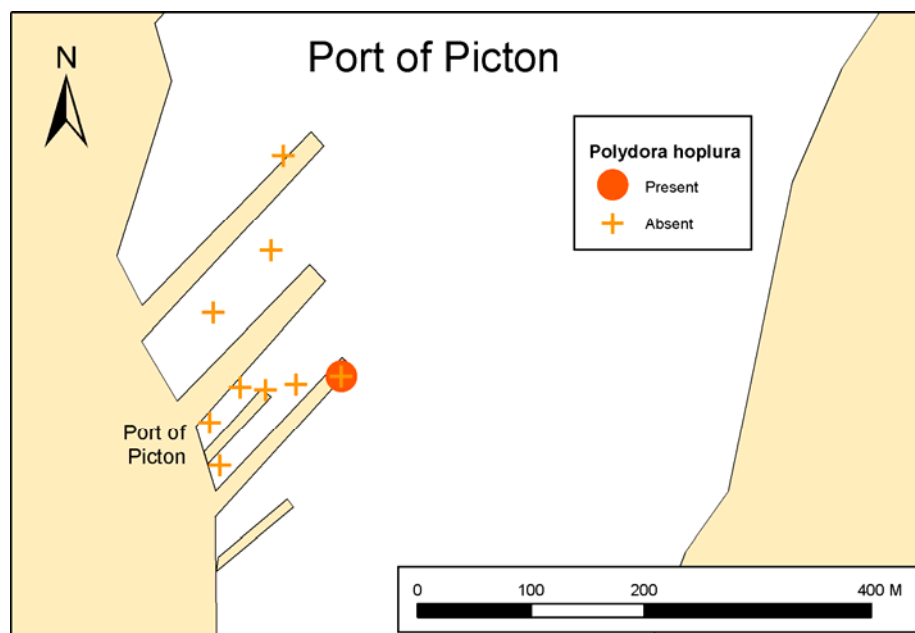 Port of Picton
N
Polydora hoplura
Present
Absent
Port of
Picton
0 100 200 400 M